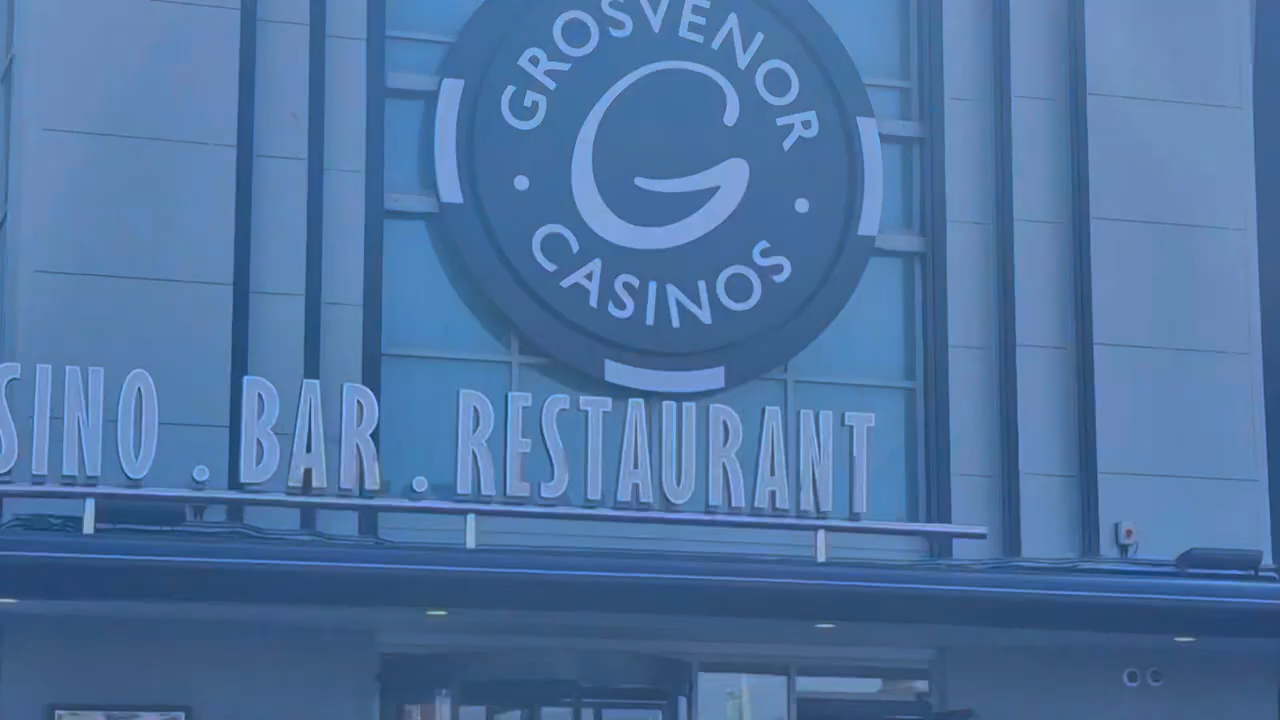 GROSVENOR
G
CASINOS
SINO . BAR . RESTAURANT